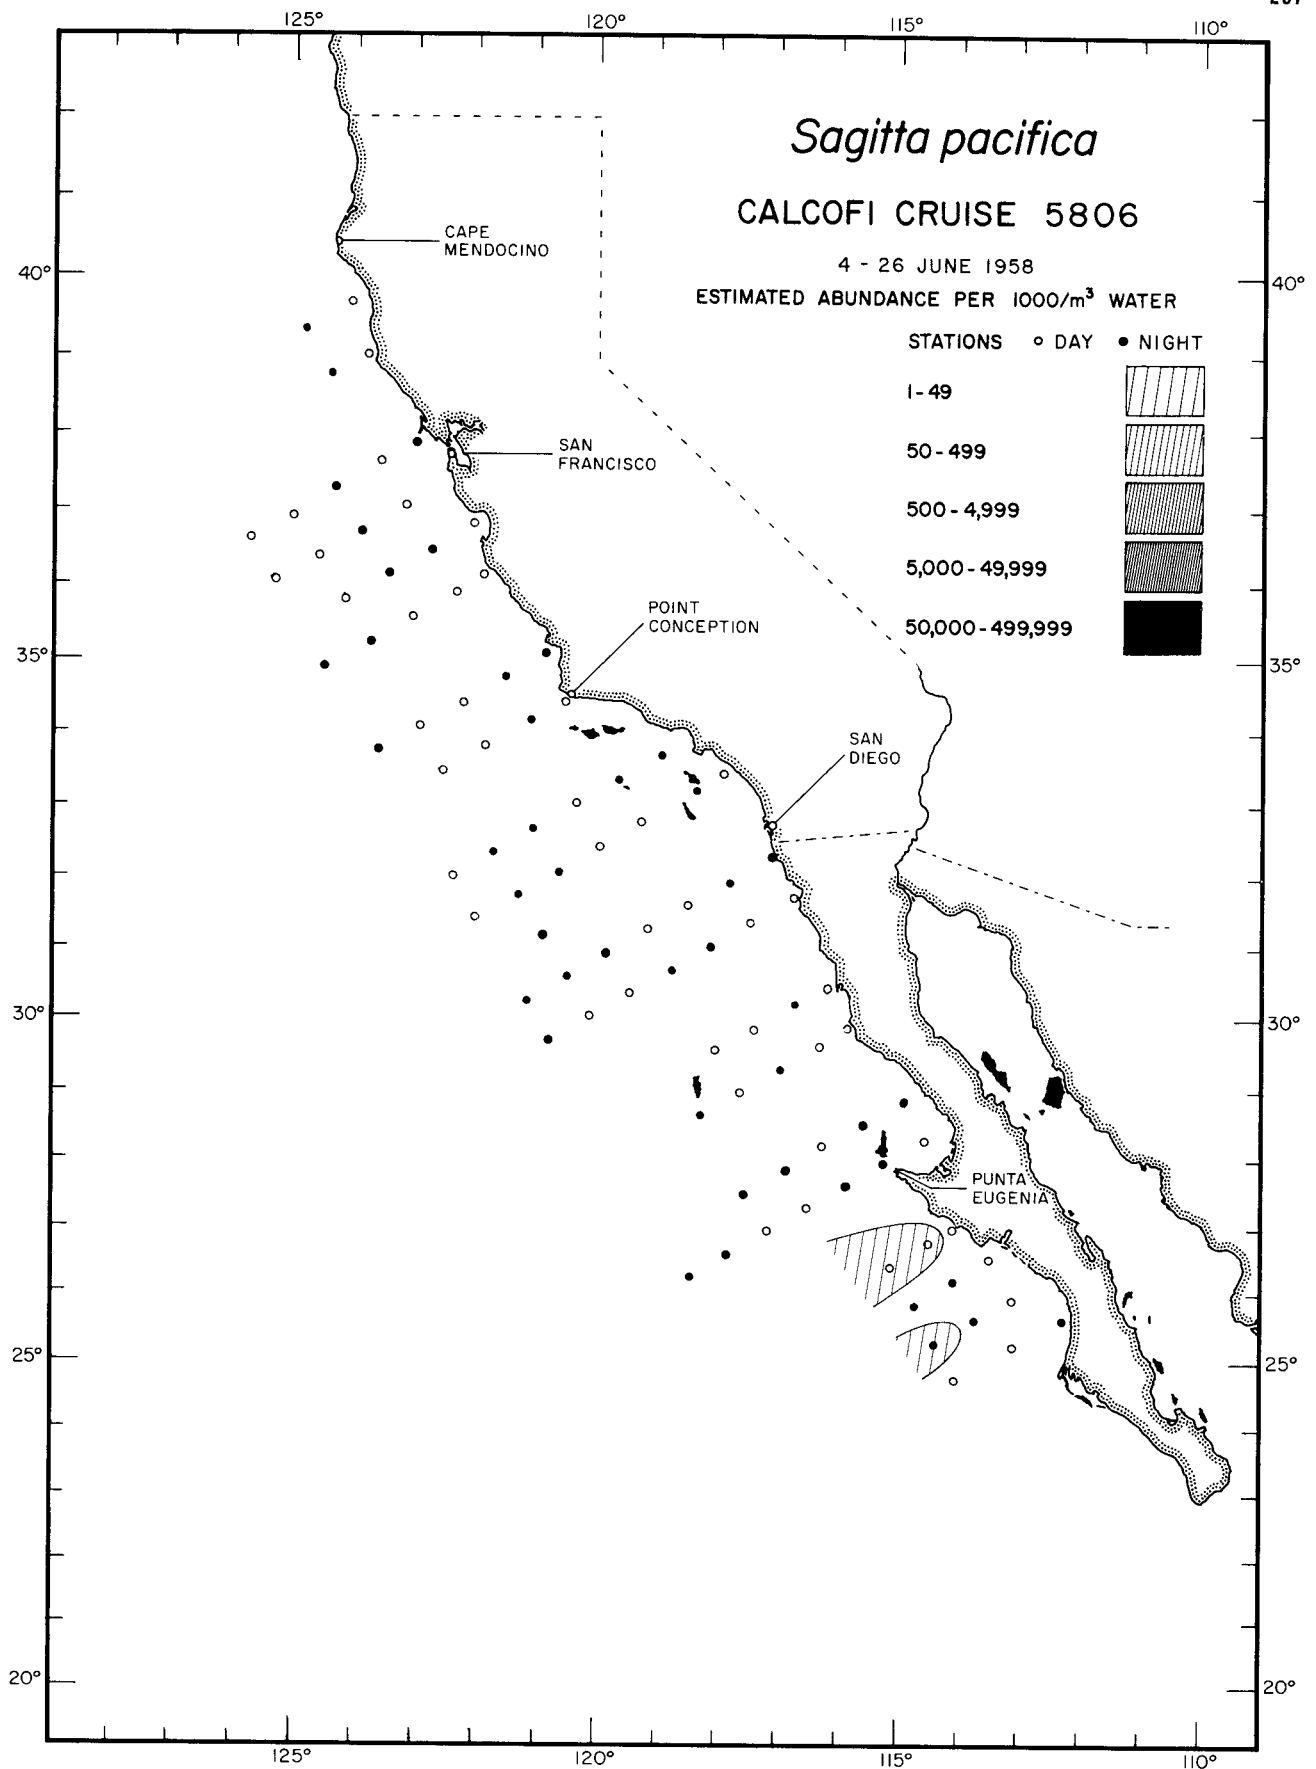 125° 120° 115° 110°
Sagitta pacifica
CALCOFI CRUISE 5806
4 - 26 JUNE 1958
ESTIMATED ABUNDANCE PER 1000/m³ WATER
STATIONS ○ DAY ● NIGHT
1-49
50-499
500-4,999
5,000-49,999
50,000-499,999
CAPE
MENDOCINO
40° 40°
SAN
FRANCISCO
POINT
CONCEPTION
35° 35°
SAN
DIEGO
30° 30°
PUNTA
EUGENIA
25° 25°
20° 20°
125° 120° 115° 110°